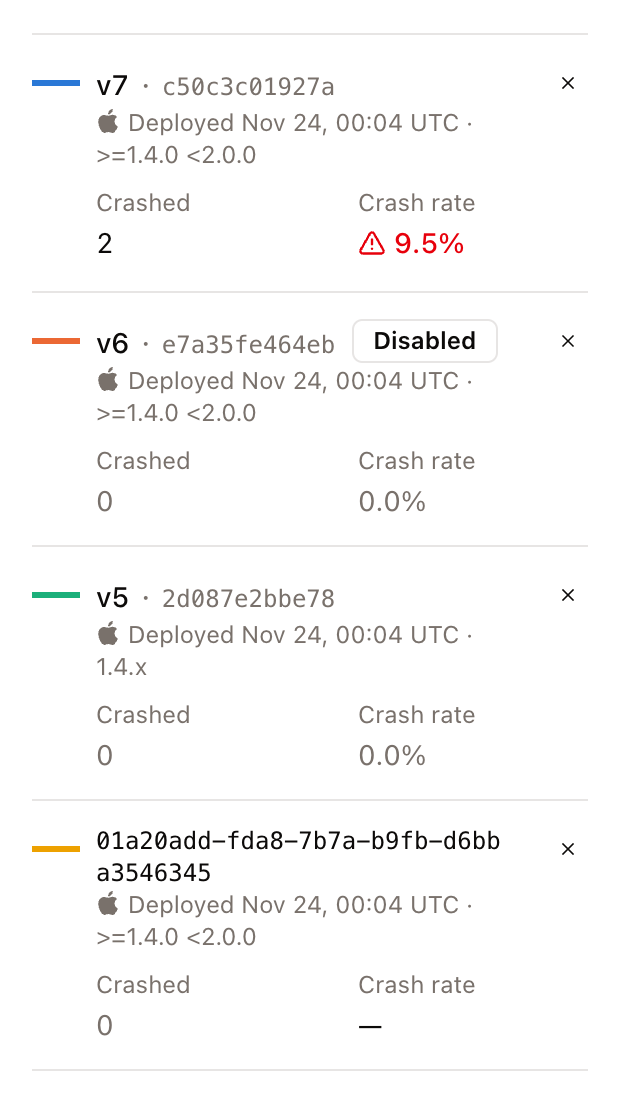 v7 · c50c3c01927a
Deployed Nov 24, 00:04 UTC ·
>=1.4.0 <2.0.0
Crashed Crash rate
2 9.5%
v6 · e7a35fe464eb Disabled
Deployed Nov 24, 00:04 UTC ·
>=1.4.0 <2.0.0
Crashed Crash rate
0 0.0%
v5 · 2d087e2bbe78
Deployed Nov 24, 00:04 UTC ·
1.4.x
Crashed Crash rate
0 0.0%
01a20add-fda8-7b7a-b9fb-d6bb
a3546345
Deployed Nov 24, 00:04 UTC ·
>=1.4.0 <2.0.0
Crashed Crash rate
0 —